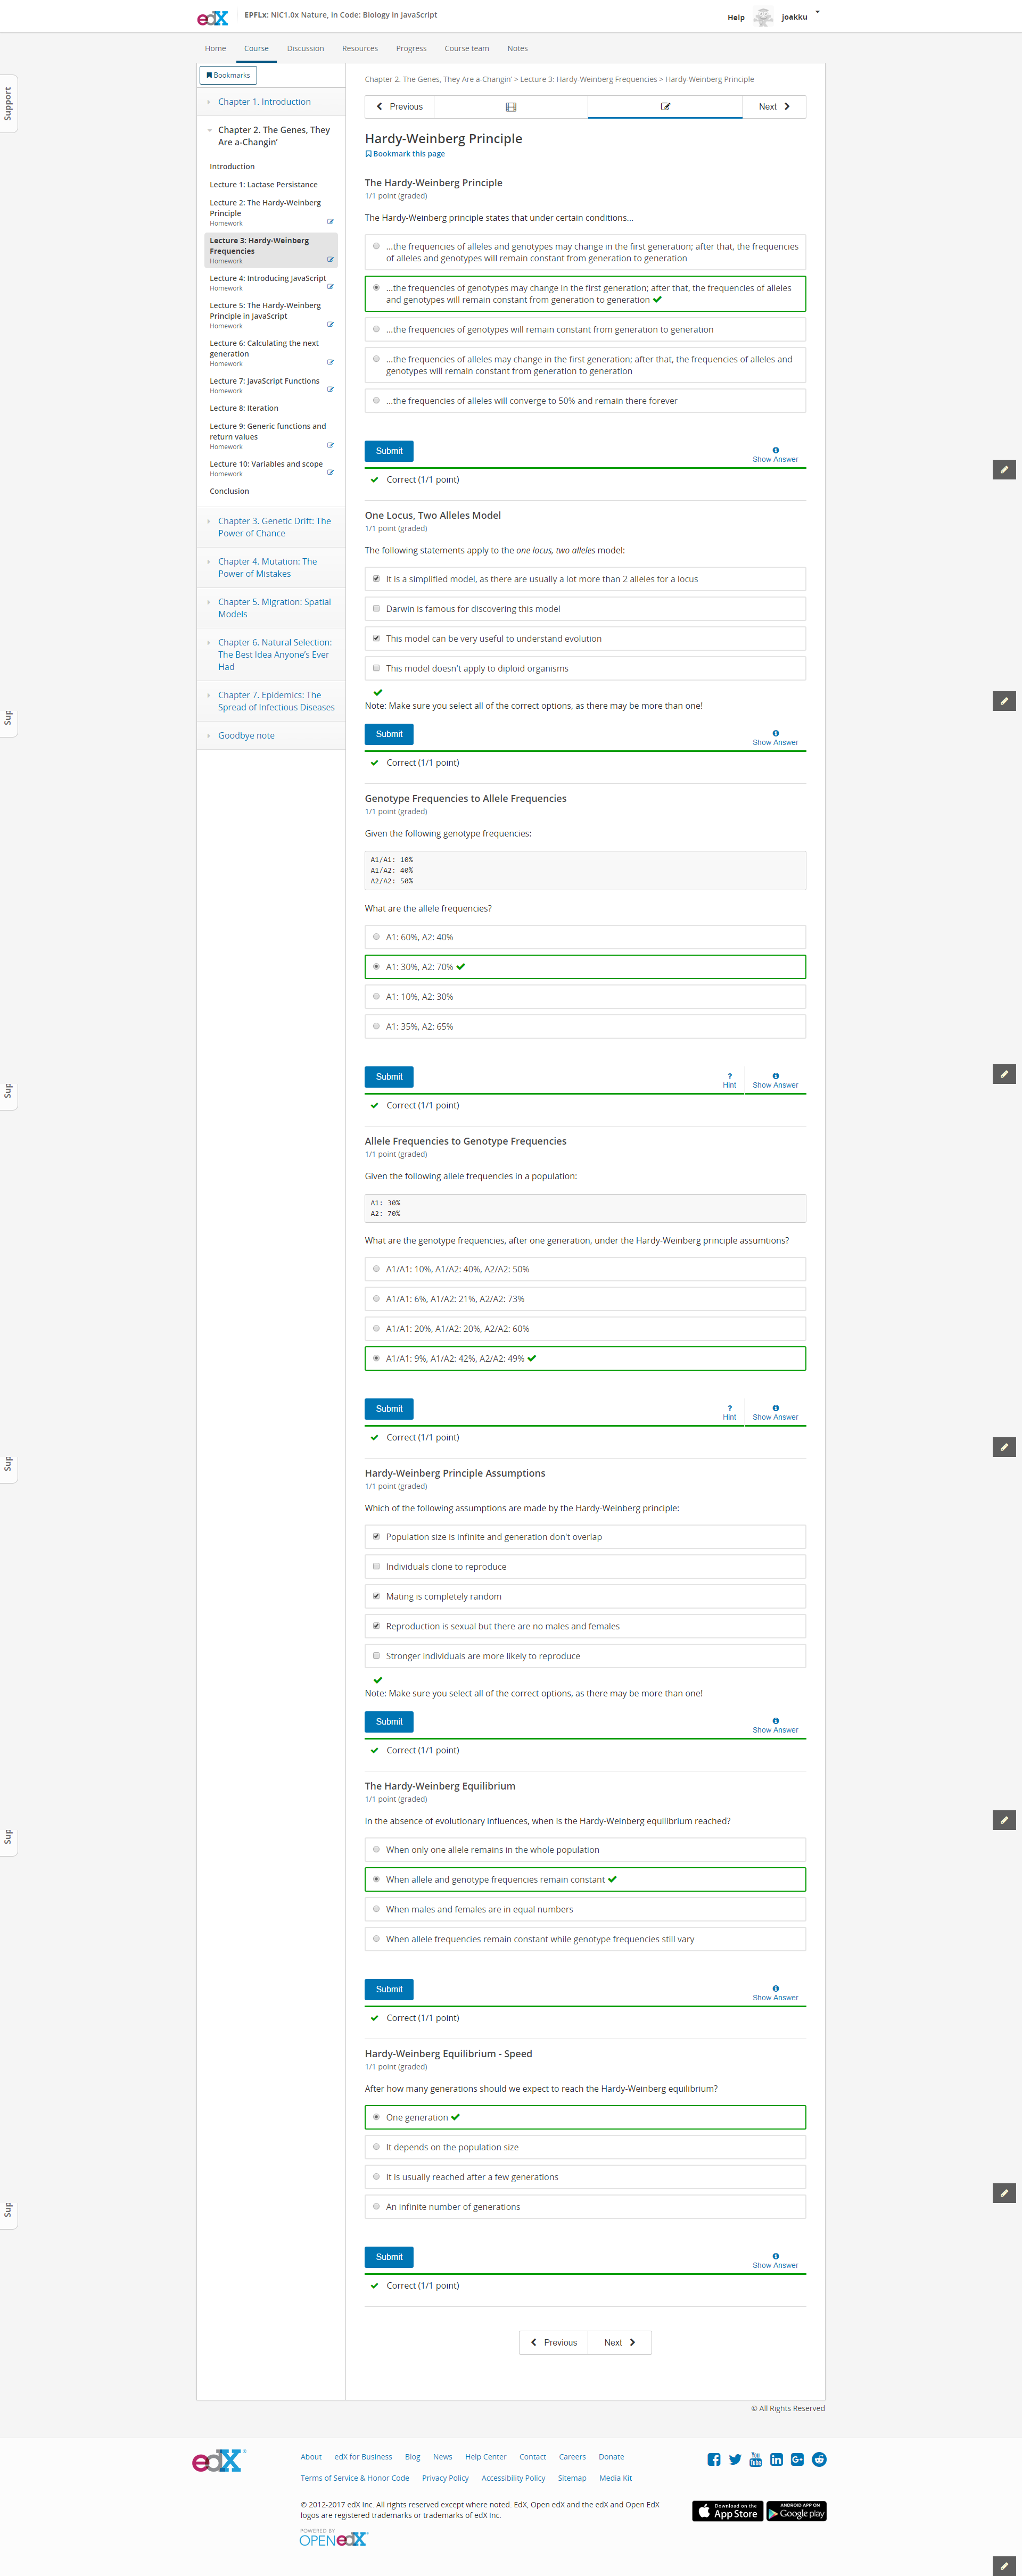 edX
EPFLx: NiC1.0x Nature, in Code: Biology in JavaScript
Help
joakku
Home Course Discussion Resources Progress Course team Notes
Support
Bookmarks
Chapter 1. Introduction
Chapter 2. The Genes, They
Are a-Changin'
Introduction
Lecture 1: Lactase Persistance
Lecture 2: The Hardy-Weinberg
Principle
Homework
Lecture 3: Hardy-Weinberg
Frequencies
Homework
Lecture 4: Introducing JavaScript
Homework
Lecture 5: The Hardy-Weinberg
Principle in JavaScript
Homework
Lecture 6: Calculating the next
generation
Homework
Lecture 7: JavaScript Functions
Homework
Lecture 8: Iteration
Lecture 9: Generic functions and
return values
Homework
Lecture 10: Variables and scope
Homework
Conclusion
Chapter 3. Genetic Drift: The
Power of Chance
Chapter 4. Mutation: The
Power of Mistakes
Chapter 5. Migration: Spatial
Models
Chapter 6. Natural Selection:
The Best Idea Anyone's Ever
Had
Chapter 7. Epidemics: The
Spread of Infectious Diseases
Goodbye note
Chapter 2. The Genes, They Are a-Changin' > Lecture 3: Hardy-Weinberg Frequencies > Hardy-Weinberg Principle
Previous
Next
Hardy-Weinberg Principle
Bookmark this page
The Hardy-Weinberg Principle
1/1 point (graded)
The Hardy-Weinberg principle states that under certain conditions...
...the frequencies of alleles and genotypes may change in the first generation; after that, the frequencies
of alleles and genotypes will remain constant from generation to generation
...the frequencies of genotypes may change in the first generation; after that, the frequencies of alleles
and genotypes will remain constant from generation to generation
...the frequencies of genotypes will remain constant from generation to generation
...the frequencies of alleles may change in the first generation; after that, the frequencies of alleles and
genotypes will remain constant from generation to generation
...the frequencies of alleles will converge to 50% and remain there forever
Submit
Show Answer
Correct (1/1 point)
One Locus, Two Alleles Model
1/1 point (graded)
The following statements apply to the one locus, two alleles model:
It is a simplified model, as there are usually a lot more than 2 alleles for a locus
Darwin is famous for discovering this model
This model can be very useful to understand evolution
This model doesn't apply to diploid organisms
Note: Make sure you select all of the correct options, as there may be more than one!
Sup
Submit
Show Answer
Correct (1/1 point)
Genotype Frequencies to Allele Frequencies
1/1 point (graded)
Given the following genotype frequencies:
A1/A1: 10%
A1/A2: 40%
A2/A2: 50%
What are the allele frequencies?
A1: 60%, A2: 40%
A1: 30%, A2: 70%
A1: 10%, A2: 30%
A1: 35%, A2: 65%
Submit
Hint
Show Answer
Sup
Correct (1/1 point)
Allele Frequencies to Genotype Frequencies
1/1 point (graded)
Given the following allele frequencies in a population:
A1: 30%
A2: 70%
What are the genotype frequencies, after one generation, under the Hardy-Weinberg principle assumtions?
A1/A1: 10%, A1/A2: 40%, A2/A2: 50%
A1/A1: 6%, A1/A2: 21%, A2/A2: 73%
A1/A1: 20%, A1/A2: 20%, A2/A2: 60%
A1/A1: 9%, A1/A2: 42%, A2/A2: 49%
Submit
Hint
Show Answer
Correct (1/1 point)
Sup
Hardy-Weinberg Principle Assumptions
1/1 point (graded)
Which of the following assumptions are made by the Hardy-Weinberg principle:
Population size is infinite and generation don't overlap
Individuals clone to reproduce
Mating is completely random
Reproduction is sexual but there are no males and females
Stronger individuals are more likely to reproduce
Note: Make sure you select all of the correct options, as there may be more than one!
Submit
Show Answer
Correct (1/1 point)
The Hardy-Weinberg Equilibrium
1/1 point (graded)
In the absence of evolutionary influences, when is the Hardy-Weinberg equilibrium reached?
Sup
When only one allele remains in the whole population
When allele and genotype frequencies remain constant
When males and females are in equal numbers
When allele frequencies remain constant while genotype frequencies still vary
Submit
Show Answer
Correct (1/1 point)
Hardy-Weinberg Equilibrium - Speed
1/1 point (graded)
After how many generations should we expect to reach the Hardy-Weinberg equilibrium?
One generation
It depends on the population size
It is usually reached after a few generations
An infinite number of generations
Sup
Submit
Show Answer
Correct (1/1 point)
Previous
Next
© All Rights Reserved
edX
About edX for Business Blog News Help Center Contact Careers Donate
Terms of Service & Honor Code Privacy Policy Accessibility Policy Sitemap Media Kit
You Tube
© 2012-2017 edX Inc. All rights reserved except where noted. EdX, Open edX and the edX and Open EdX
logos are registered trademarks or trademarks of edX Inc.
Download on the App Store
ANDROID APP ON Google play
POWERED BY
OPEN edX